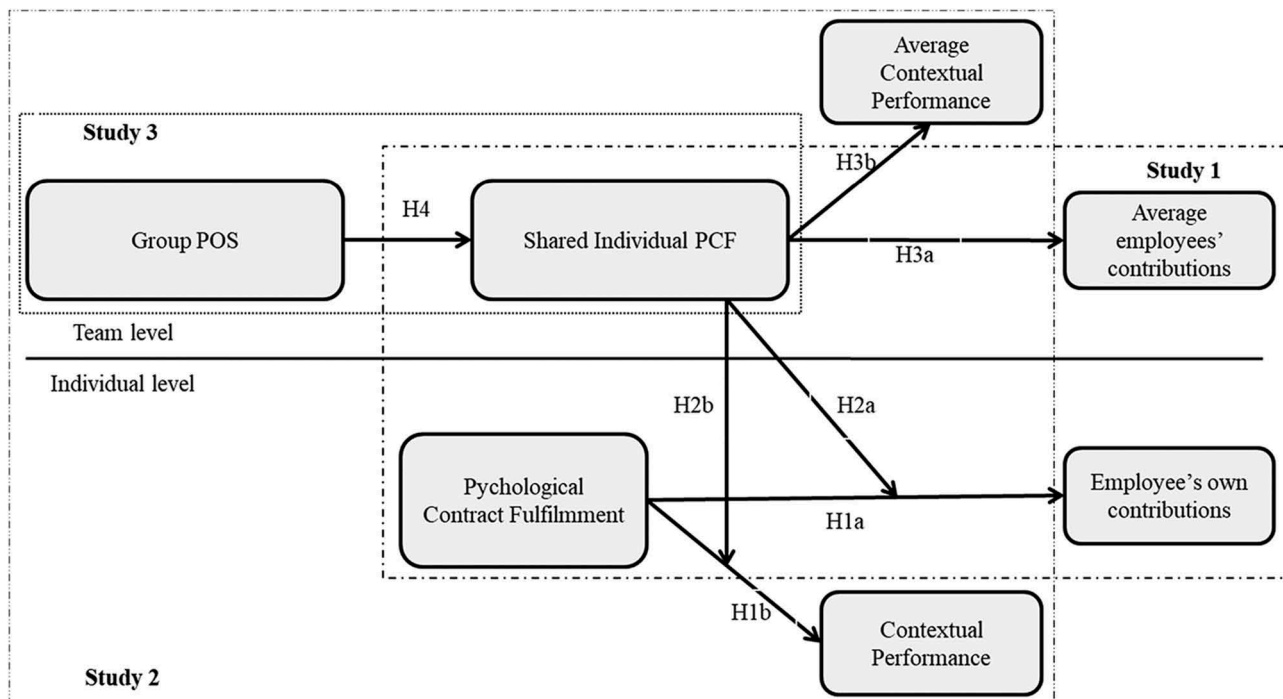 Average
Contextual
Performance
Study 3
H3b
Study 1
H4
Group POS
Shared Individual PCF
Average
employees’
contributions
H3a
Team level
Individual level
H2b
H2a
Pychological
Contract Fulfilmment
Employee’s own
contributions
H1a
H1b
Contextual
Performance
Study 2